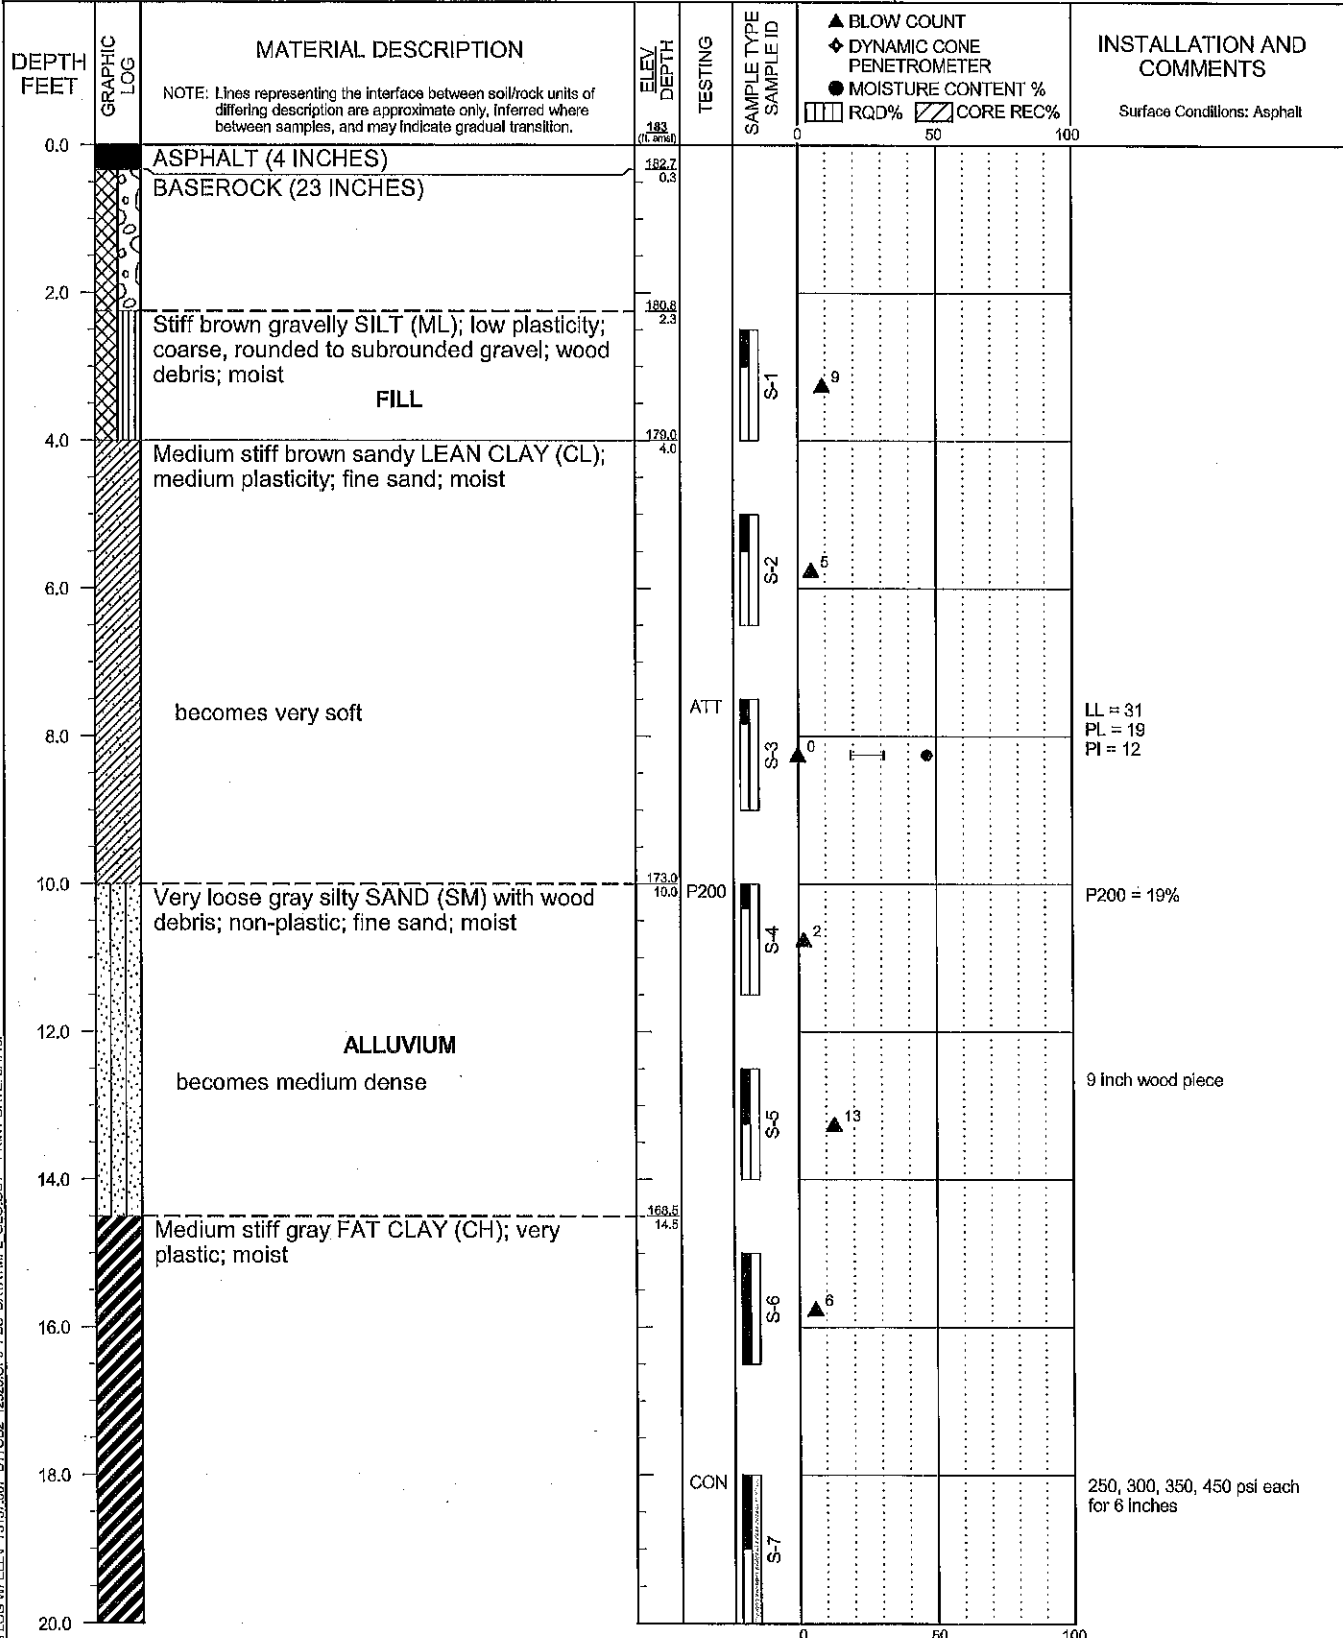 DEPTH
FEET
GRAPHIC
LOG
MATERIAL DESCRIPTION
NOTE: Lines representing the interface between soil/rock units of
differing description are approximate only, inferred where
between samples, and may indicate gradual transition.
ELEV
DEPTH
183
(ft. amsl)
TESTING
SAMPLE TYPE
SAMPLE ID
▲ BLOW COUNT
DYNAMIC CONE
PENETROMETER
● MOISTURE CONTENT %
RQD% CORE REC%
0 50 100
INSTALLATION AND
COMMENTS
Surface Conditions: Asphalt
0.0
ASPHALT (4 INCHES)
182.7
0.3
BASEROCK (23 INCHES)
2.0
180.8
2.3
Stiff brown gravelly SILT (ML); low plasticity;
coarse, rounded to subrounded gravel; wood
debris; moist
FILL
S-1
9
4.0
179.0
4.0
Medium stiff brown sandy LEAN CLAY (CL);
medium plasticity; fine sand; moist
S-2
5
6.0
becomes very soft
ATT
S-3
0
LL = 31
PL = 19
PI = 12
8.0
10.0
173.0
10.0
Very loose gray silty SAND (SM) with wood
debris; non-plastic; fine sand; moist
P200
S-4
2
P200 = 19%
12.0
ALLUVIUM
becomes medium dense
S-5
13
9 inch wood piece
14.0
168.5
14.5
Medium stiff gray FAT CLAY (CH); very
plastic; moist
S-6
6
16.0
18.0
CON
S-7
250, 300, 350, 450 psi each
for 6 inches
20.0
0 50 100